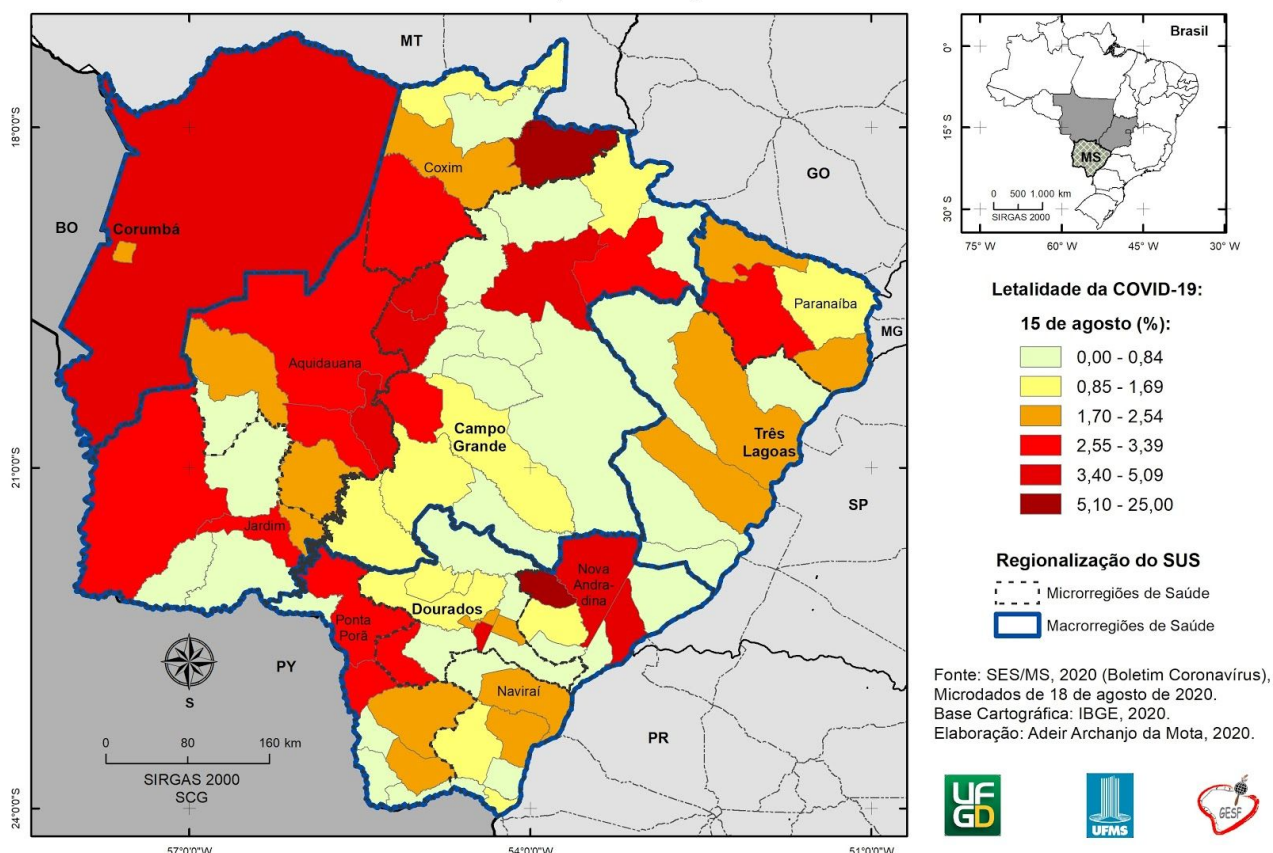 MT
GO
BO
MG
SP
PR
PY
Coxim
Corumbá
Paranaíba
Aquidauana
Campo
Grande
Três
Lagoas
Jardim
Nova
Andra-
dina
Dourados
Ponta
Porã
Naviraí
S
0 80 160 km
SIRGAS 2000
SCG
18°0'0"S
21°0'0"S
24°0'0"S
57°0'0"W
54°0'0"W
51°0'0"W
Brasil
0°
15° S
30° S
MS
0 500 1.000 km
SIRGAS 2000
75° W
60° W
45° W
30° W
Letalidade da COVID-19:
15 de agosto (%):
0,00 - 0,84
0,85 - 1,69
1,70 - 2,54
2,55 - 3,39
3,40 - 5,09
5,10 - 25,00
Regionalização do SUS
Microrregiões de Saúde
Macrorregiões de Saúde
Fonte: SES/MS, 2020 (Boletim Coronavírus),
Microdados de 18 de agosto de 2020.
Base Cartográfica: IBGE, 2020.
Elaboração: Adeir Archanjo da Mota, 2020.
UF
GD
UFMS
GESF